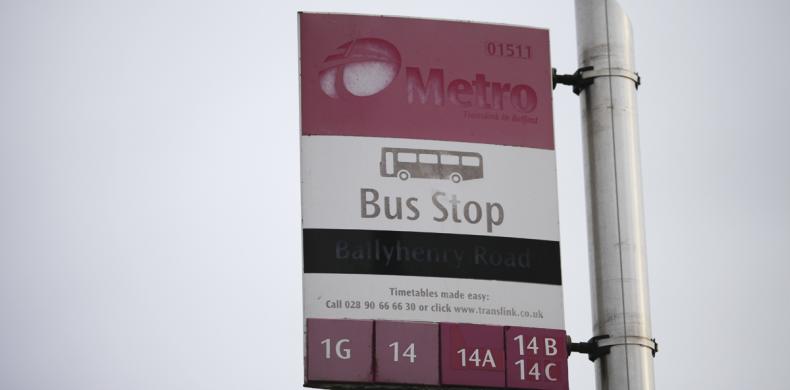 01511
Metro
Translink in Belfast
Bus Stop
Ballyhenry Road
Timetables made easy:
Call 028 90 66 66 30 or click www.translink.co.uk
1G 14 14A 14B
14C